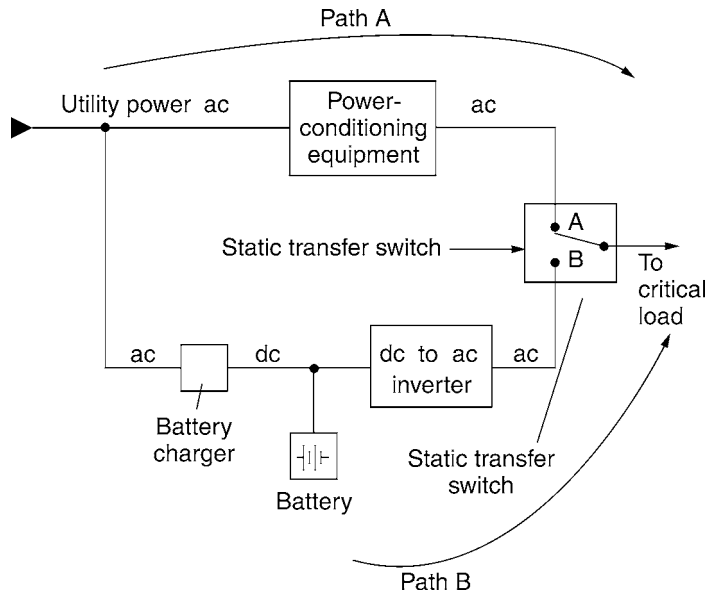 Path A
Utility power ac
Power-
conditioning
equipment
ac
A
Static transfer switch
B
To
critical
load
ac
dc
dc to ac
inverter
ac
Battery
charger
Static transfer
switch
Battery
Path B